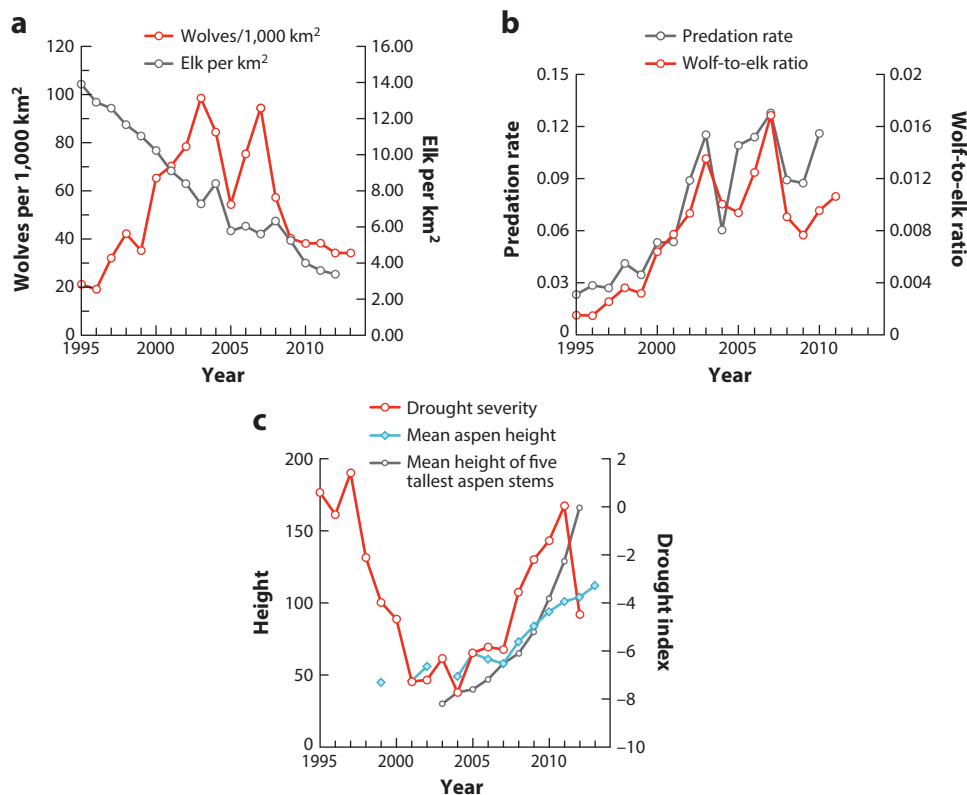 a
Wolves/1,000 km²
Elk per km²
120
100
80
60
40
20
0
Wolves per 1,000 km²
16.00
14.00
12.00
10.00
8.00
6.00
4.00
2.00
0.00
Elk per km²
1995 2000 2005 2010
Year
b
Predation rate
Wolf-to-elk ratio
0.15
0.12
0.09
0.06
0.03
0
Predation rate
0.02
0.016
0.012
0.008
0.004
0
Wolf-to-elk ratio
1995 2000 2005 2010
Year
c
Drought severity
Mean aspen height
Mean height of five
tallest aspen stems
200
150
100
50
0
Height
2
0
−2
−4
−6
−8
−10
Drought index
1995 2000 2005 2010
Year